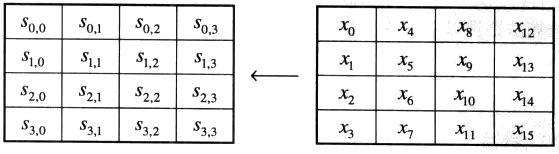 s0,0 s0,1 s0,2 s0,3 x0 x4 x8 x12
s1,0 s1,1 s1,2 s1,3 ← x1 x5 x9 x13
s2,0 s2,1 s2,2 s2,3 x2 x6 x10 x14
s3,0 s3,1 s3,2 s3,3 x3 x7 x11 x15